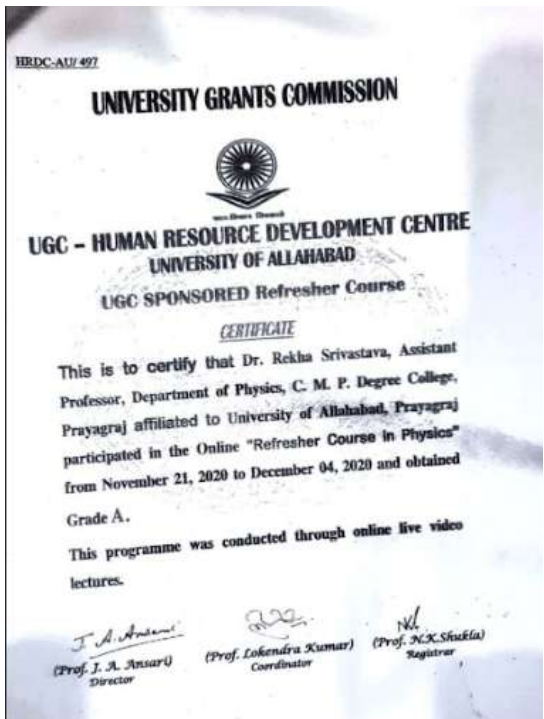 HRDC-AU/ 497
UNIVERSITY GRANTS COMMISSION
UGC – HUMAN RESOURCE DEVELOPMENT CENTRE
UNIVERSITY OF ALLAHABAD
UGC SPONSORED Refresher Course
CERTIFICATE
This is to certify that Dr. Rekha Srivastava, Assistant
Professor, Department of Physics, C. M. P. Degree College,
Prayagraj affiliated to University of Allahabad, Prayagraj
participated in the Online "Refresher Course in Physics"
from November 21, 2020 to December 04, 2020 and obtained
Grade A.
This programme was conducted through online live video
lectures.
J. A. Ansari
(Prof. J. A. Ansari) (Prof. Lokendra Kumar) (Prof. N.K.Shukla)
Director Coordinator Registrar